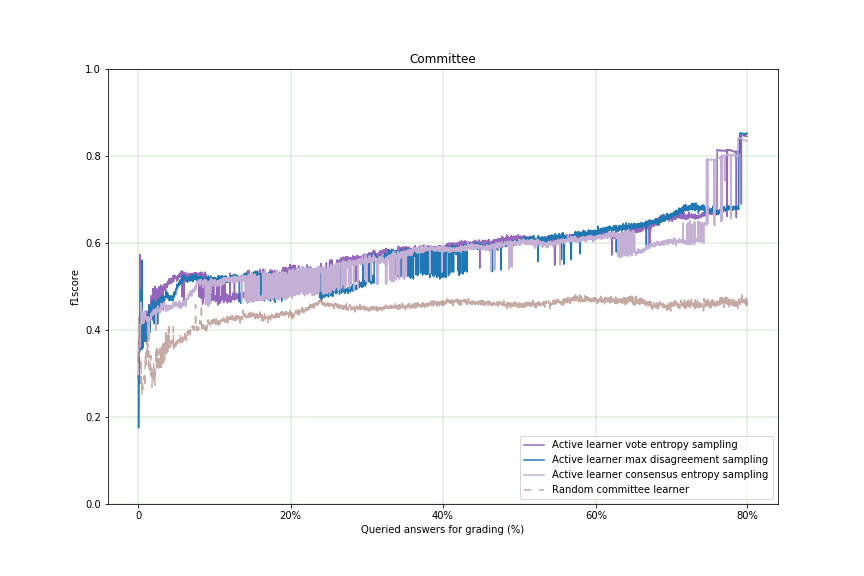 Committee
1.0
0.8
0.6
0.4
0.2
0.0
f1score
0
20%
40%
60%
80%
Queried answers for grading (%)
Active learner vote entropy sampling
Active learner max disagreement sampling
Active learner consensus entropy sampling
Random committee learner